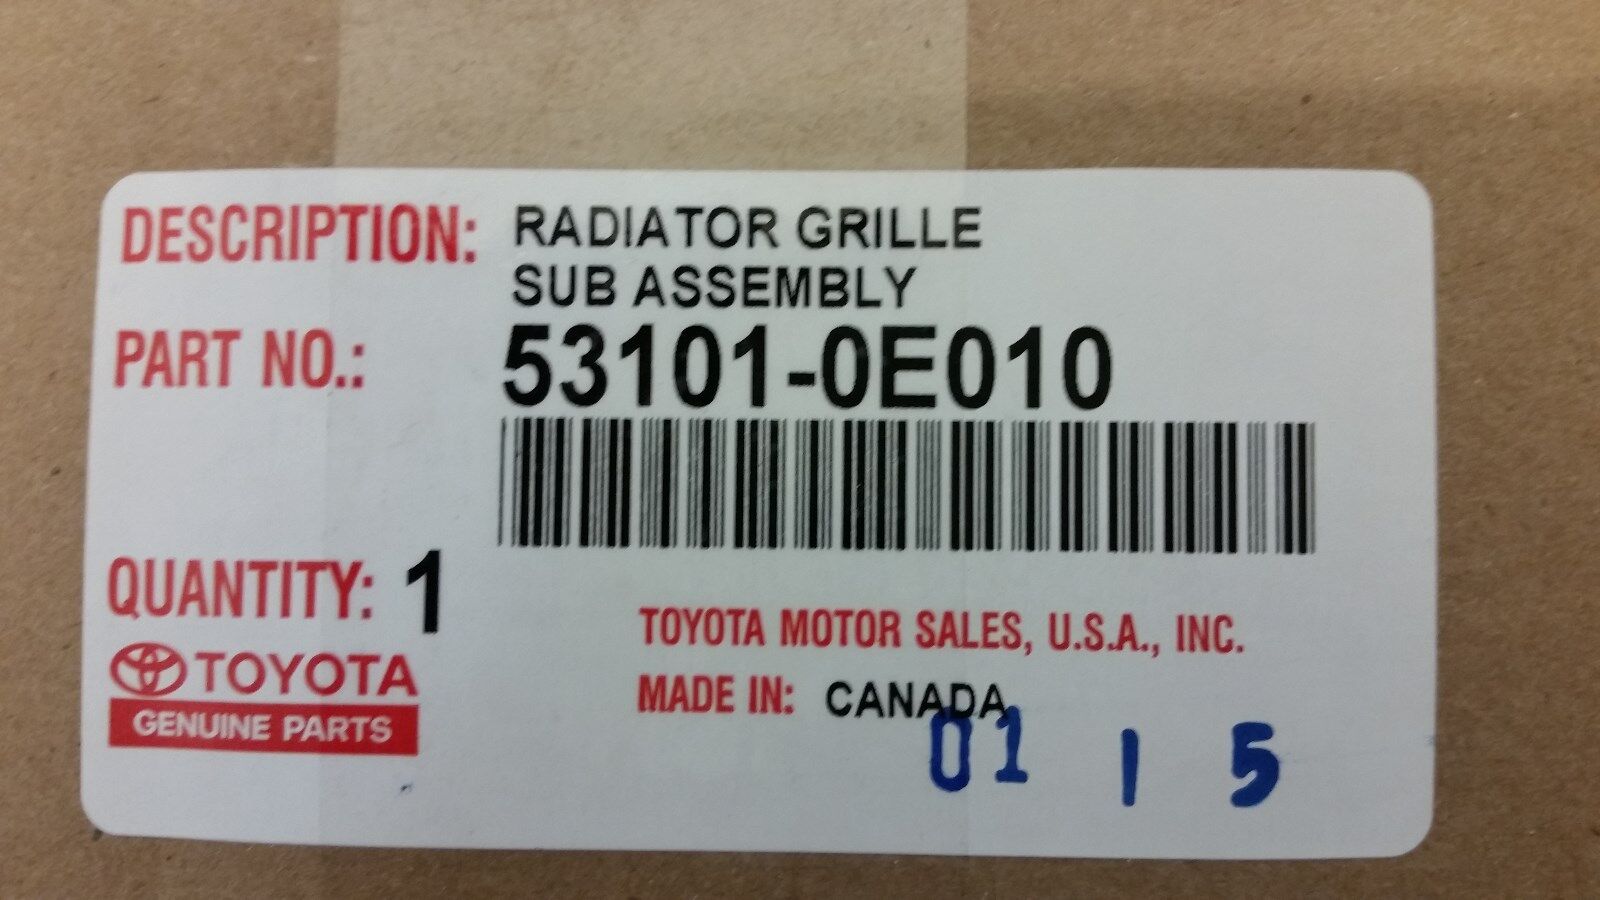 DESCRIPTION: RADIATOR GRILLE
SUB ASSEMBLY
PART NO.: 53101-0E010
QUANTITY: 1
TOYOTA
GENUINE PARTS
TOYOTA MOTOR SALES, U.S.A., INC.
MADE IN: CANADA
01 1 5